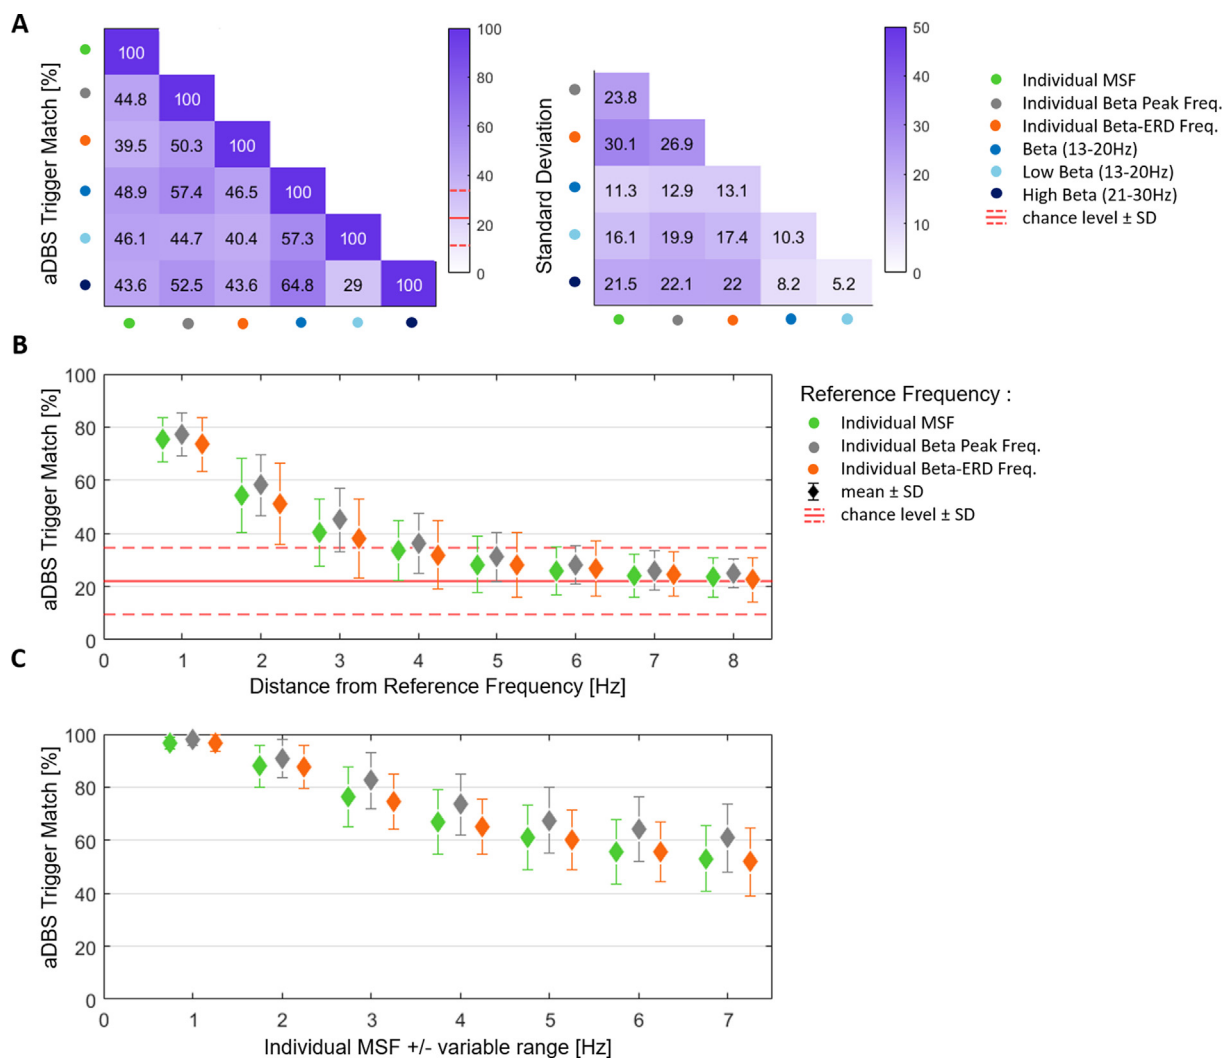 A
aDBS Trigger Match [%]
100
44.8 100
39.5 50.3 100
48.9 57.4 46.5 100
46.1 44.7 40.4 57.3 100
43.6 52.5 43.6 64.8 29 100
100
80
60
40
20
0
Standard Deviation
23.8
30.1 26.9
11.3 12.9 13.1
16.1 19.9 17.4 10.3
21.5 22.1 22 8.2 5.2
50
40
30
20
10
0
Individual MSF
Individual Beta Peak Freq.
Individual Beta-ERD Freq.
Beta (13-20Hz)
Low Beta (13-20Hz)
High Beta (21-30Hz)
chance level ± SD
B
aDBS Trigger Match [%]
100
80
60
40
20
0
0 1 2 3 4 5 6 7 8
Distance from Reference Frequency [Hz]
Reference Frequency :
Individual MSF
Individual Beta Peak Freq.
Individual Beta-ERD Freq.
mean ± SD
chance level ± SD
C
aDBS Trigger Match [%]
100
80
60
40
20
0
0 1 2 3 4 5 6 7
Individual MSF +/- variable range [Hz]